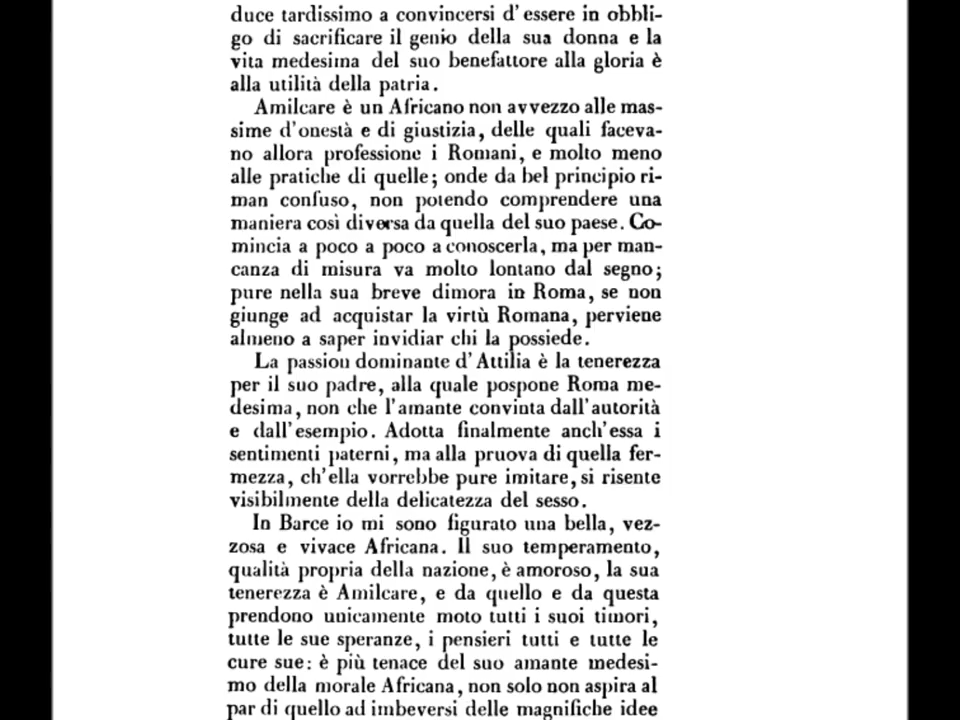 duce tardissimo a convincersi d'essere in obbli-
go di sacrificare il genio della sua donna e la
vita medesima del suo benefattore alla gloria è
alla utilità della patria.
Amilcare è un Africano non avvezzo alle mas-
sime d'onestà e di giustizia, delle quali faceva-
no allora professione i Romani, e molto meno
alle pratiche di quelle; onde da bel principio ri-
man confuso, non potendo comprendere una
maniera così diversa da quella del suo paese. Co-
mincia a poco a poco a conoscerla, ma per man-
canza di misura va molto lontano dal segno;
pure nella sua breve dimora in Roma, se non
giunge ad acquistar la virtù Romana, perviene
almeno a saper invidiar chi la possiede.
La passion dominante d'Attilia è la tenerezza
per il suo padre, alla quale pospone Roma me-
desima, non che l'amante convinta dall'autorità
e dall'esempio. Adotta finalmente anch'essa i
sentimenti paterni, ma alla pruova di quella fer-
mezza, ch'ella vorrebbe pure imitare, si risente
visibilmente della delicatezza del sesso.
In Barce io mi sono figurato una bella, vez-
zosa e vivace Africana. Il suo temperamento,
qualità propria della nazione, è amoroso, la sua
tenerezza è Amilcare, e da quello e da questa
prendono unicamente moto tutti i suoi timori,
tutte le sue speranze, i pensieri tutti e tutte le
cure sue: è più tenace del suo amante medesi-
mo della morale Africana, non solo non aspira al
par di quello ad imbeversi delle magnifiche idee